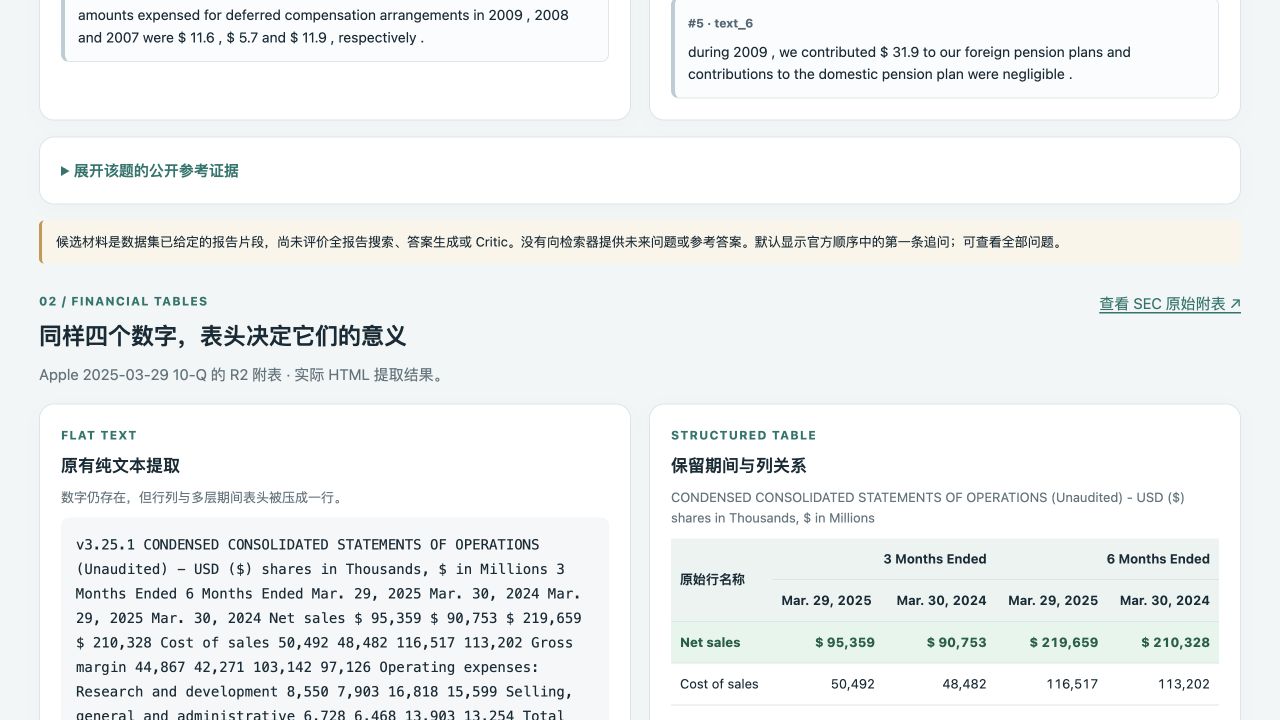 amounts expensed for deferred compensation arrangements in 2009 , 2008
and 2007 were $ 11.6 , $ 5.7 and $ 11.9 , respectively .
#5 · text_6
during 2009 , we contributed $ 31.9 to our foreign pension plans and
contributions to the domestic pension plan were negligible .
▶ 展开该题的公开参考证据
候选材料是数据集已给定的报告片段，尚未评价全报告搜索、答案生成或 Critic。没有向检索器提供未来问题或参考答案。默认显示官方顺序中的第一条追问；可查看全部问题。
02 / FINANCIAL TABLES
查看 SEC 原始附表 ↗
同样四个数字，表头决定它们的意义
Apple 2025-03-29 10-Q 的 R2 附表 · 实际 HTML 提取结果。
FLAT TEXT
原有纯文本提取
数字仍存在，但行列与多层期间表头被压成一行。
v3.25.1 CONDENSED CONSOLIDATED STATEMENTS OF OPERATIONS
(Unaudited) - USD ($) shares in Thousands, $ in Millions 3
Months Ended 6 Months Ended Mar. 29, 2025 Mar. 30, 2024 Mar.
29, 2025 Mar. 30, 2024 Net sales $ 95,359 $ 90,753 $ 219,659
$ 210,328 Cost of sales 50,492 48,482 116,517 113,202 Gross
margin 44,867 42,271 103,142 97,126 Operating expenses:
Research and development 8,550 7,903 16,818 15,599 Selling,
general and administrative 6,728 6,468 13,903 13,254 Total
STRUCTURED TABLE
保留期间与列关系
CONDENSED CONSOLIDATED STATEMENTS OF OPERATIONS (Unaudited) - USD ($)
shares in Thousands, $ in Millions
原始行名称 3 Months Ended 6 Months Ended
Mar. 29, 2025 Mar. 30, 2024 Mar. 29, 2025 Mar. 30, 2024
Net sales $ 95,359 $ 90,753 $ 219,659 $ 210,328
Cost of sales 50,492 48,482 116,517 113,202